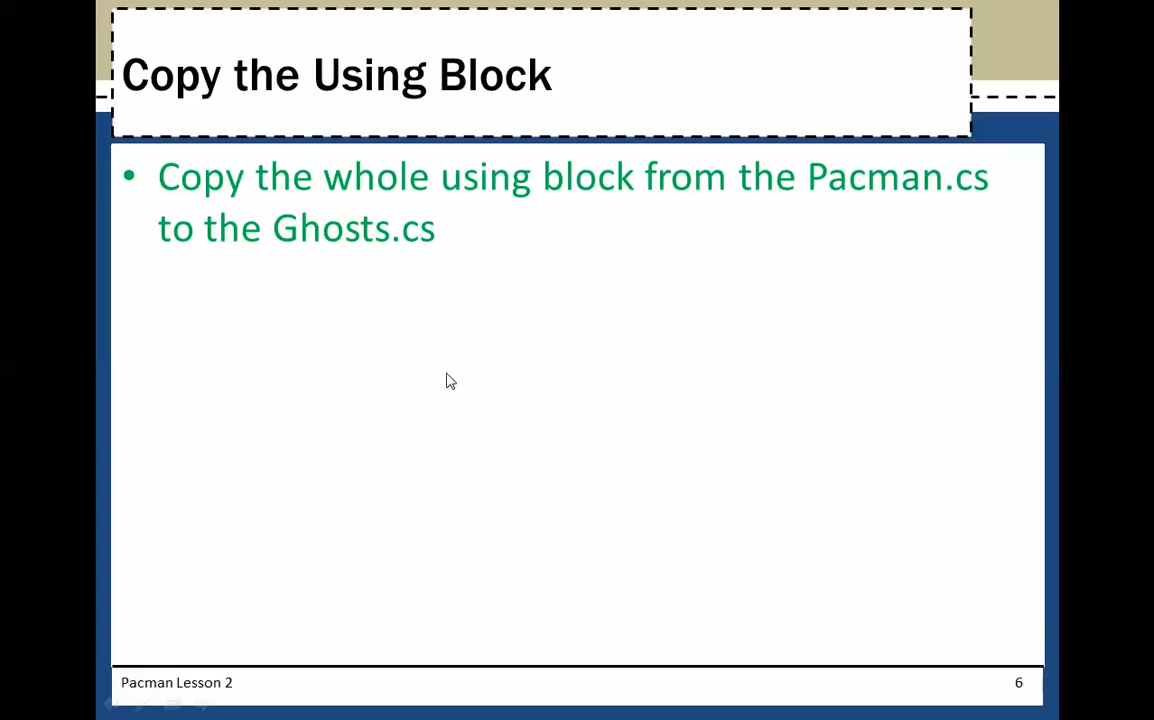 Copy the Using Block
• Copy the whole using block from the Pacman.cs
to the Ghosts.cs
Pacman Lesson 2
6